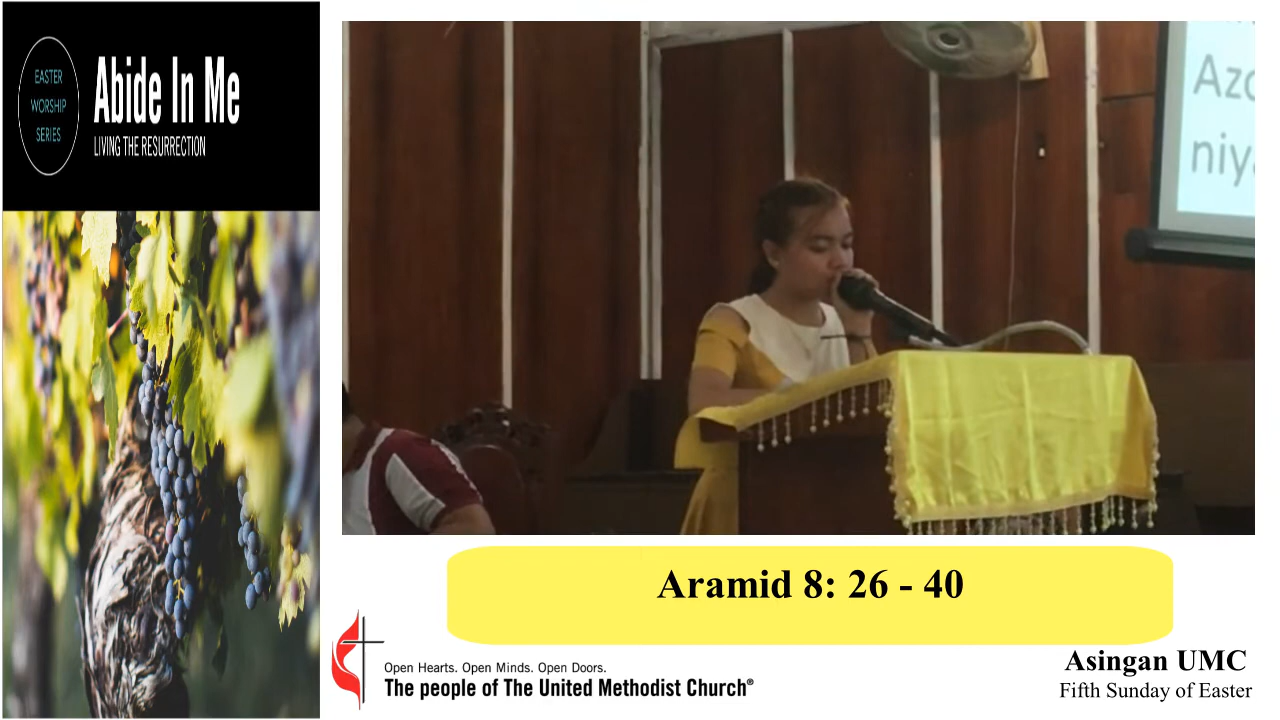 EASTER
WORSHIP
SERIES
Abide In Me
LIVING THE RESURRECTION
Aramid 8: 26 - 40
Open Hearts. Open Minds. Open Doors.
The people of The United Methodist Church®
Asingan UMC
Fifth Sunday of Easter